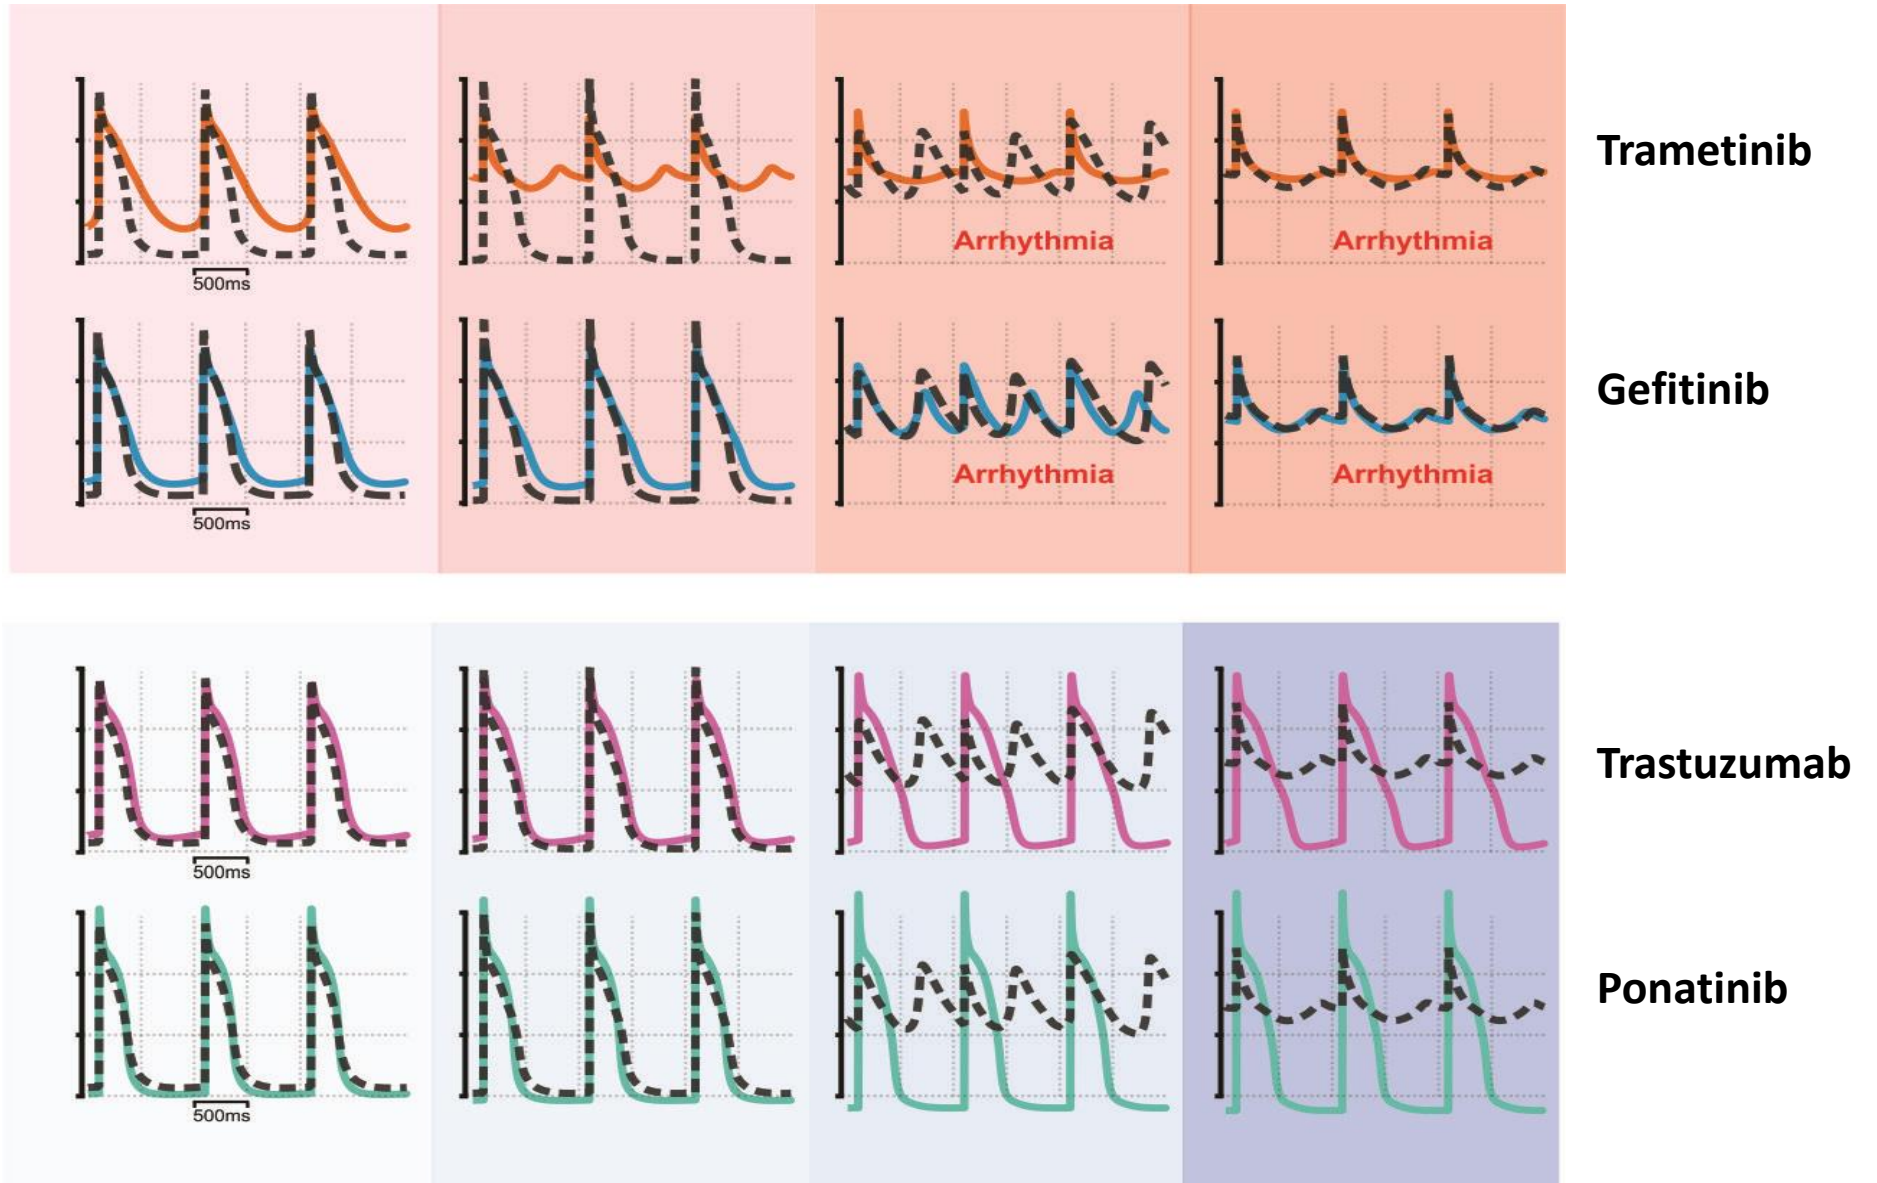 Trametinib
Arrhythmia Arrhythmia
500ms
Gefitinib
Arrhythmia Arrhythmia
500ms
Trastuzumab
500ms
Ponatinib
500ms